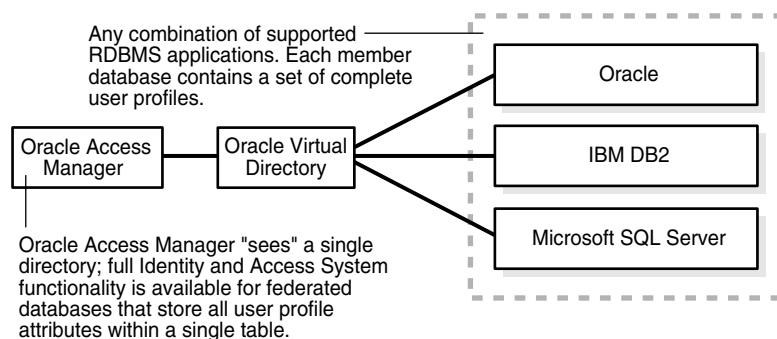 Any combination of supported
RDBMS applications. Each member
database contains a set of complete
user profiles.
Oracle
Oracle Access
Manager
Oracle Virtual
Directory
IBM DB2
Microsoft SQL Server
Oracle Access Manager "sees" a single
directory; full Identity and Access System
functionality is available for federated
databases that store all user profile
attributes within a single table.